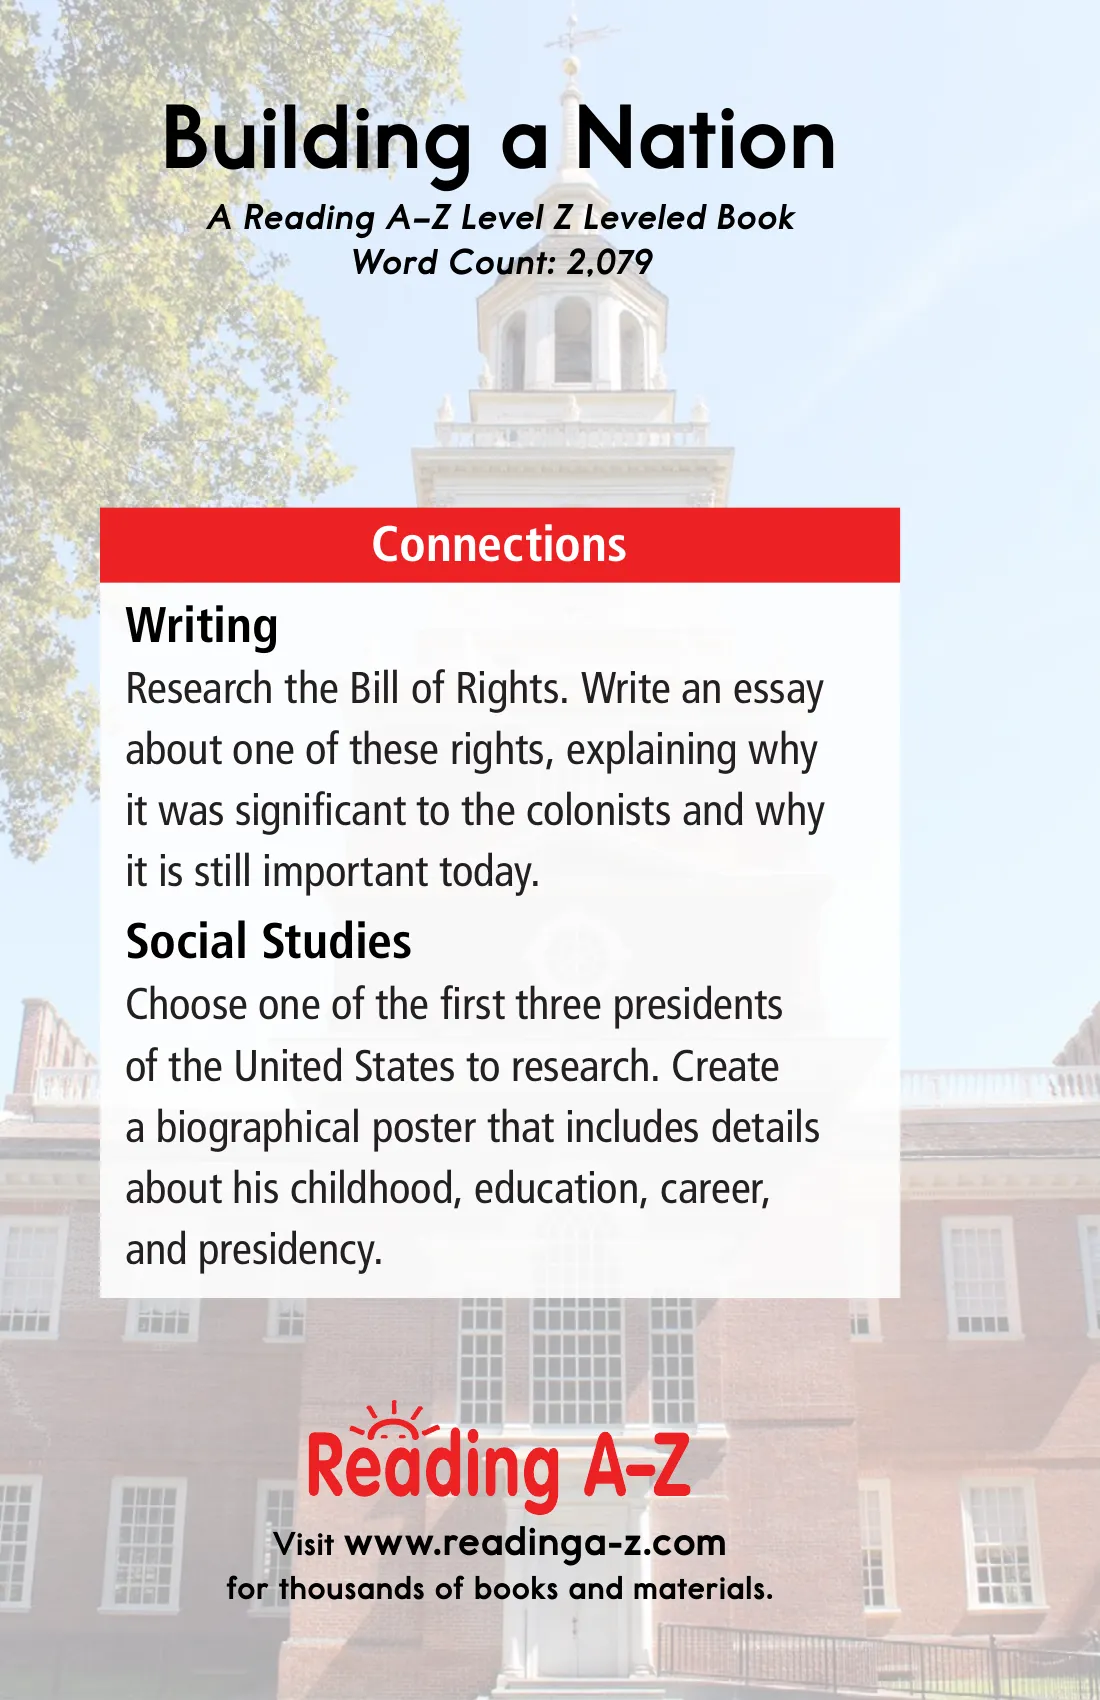 Building a Nation
A Reading A–Z Level Z Leveled Book
Word Count: 2,079
Connections
Writing
Research the Bill of Rights. Write an essay
about one of these rights, explaining why
it was significant to the colonists and why
it is still important today.
Social Studies
Choose one of the first three presidents
of the United States to research. Create
a biographical poster that includes details
about his childhood, education, career,
and presidency.
Reading A–Z
Visit www.readinga-z.com
for thousands of books and materials.